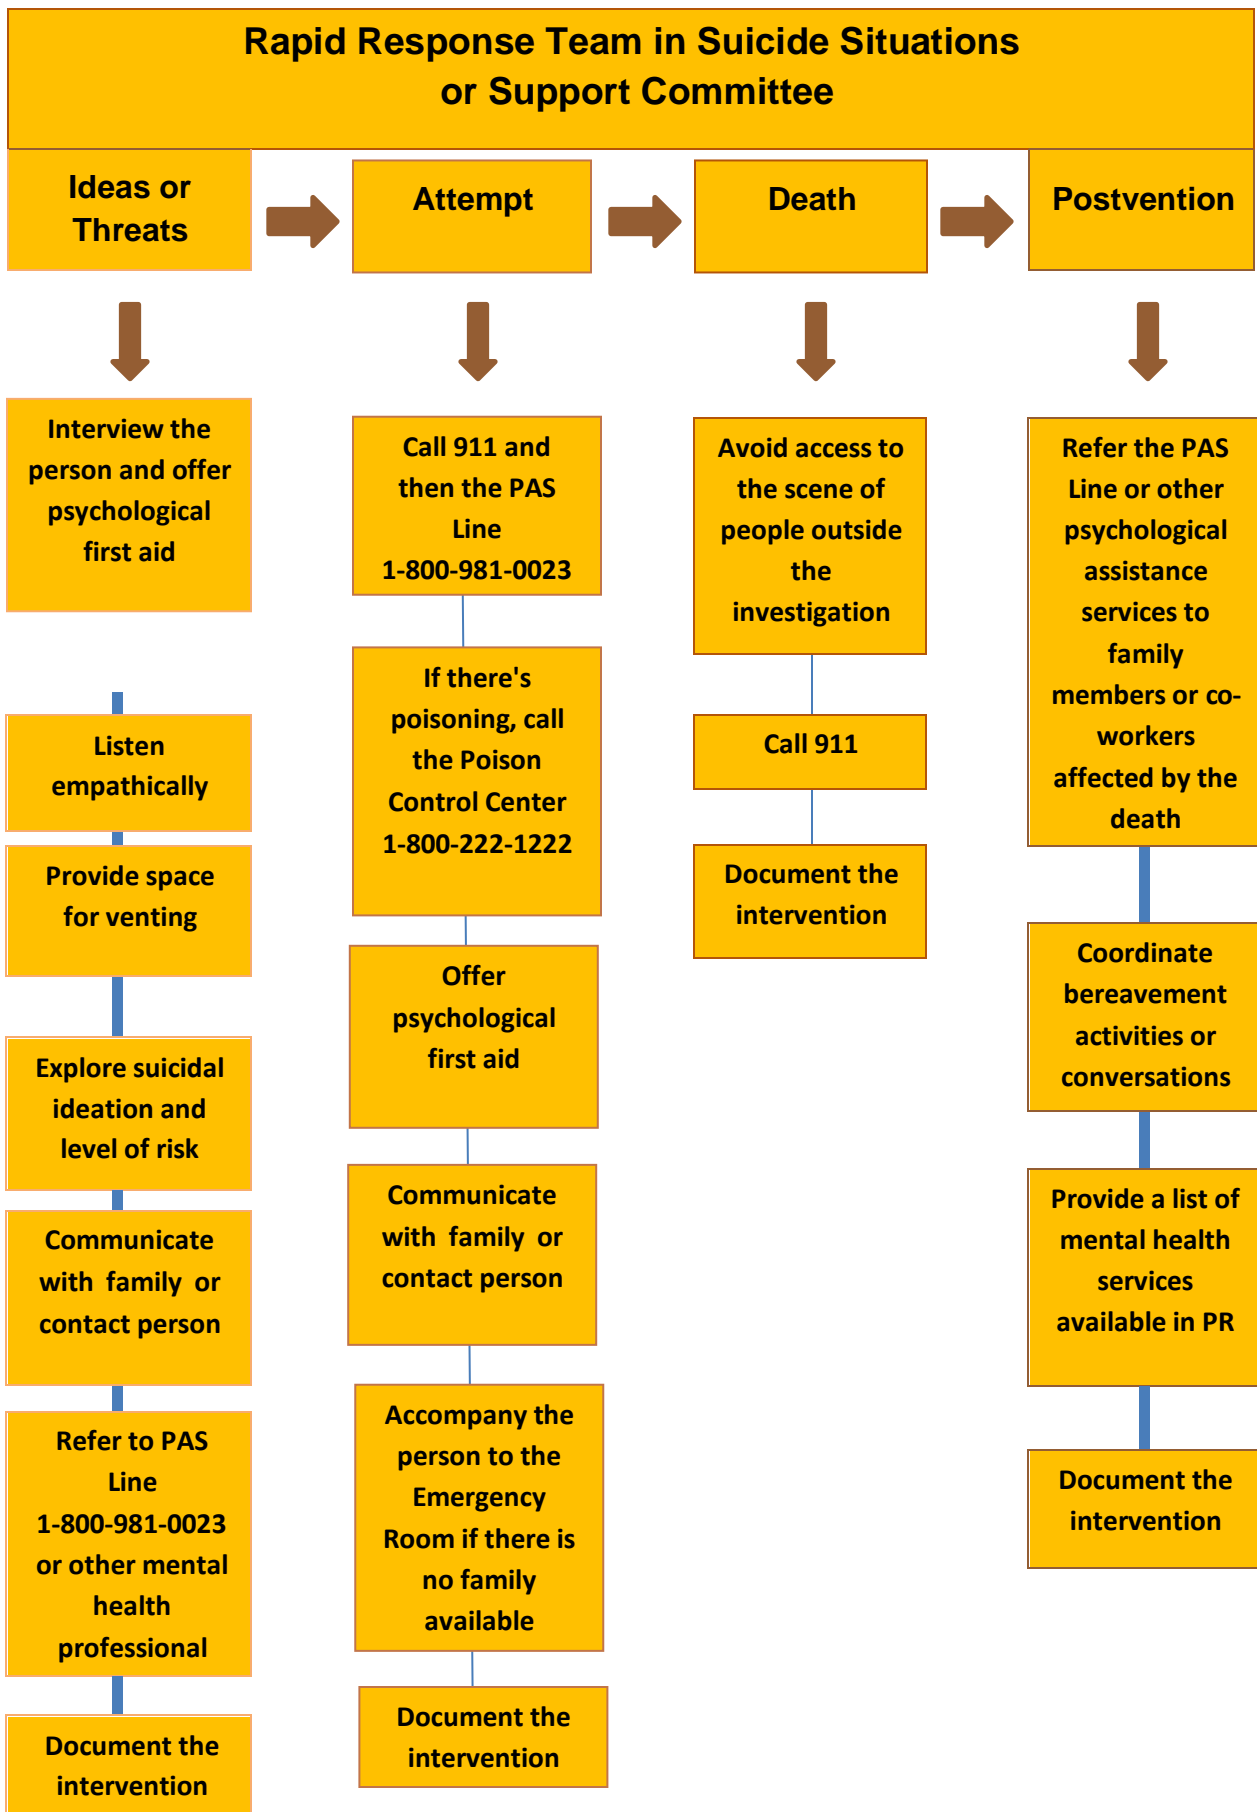 Rapid Response Team in Suicide Situations
or Support Committee
Ideas or
Threats
Attempt
Death
Postvention
Interview the
person and offer
psychological
first aid
Listen
empathically
Provide space
for venting
Explore suicidal
ideation and
level of risk
Communicate
with family or
contact person
Refer to PAS
Line
1-800-981-0023
or other mental
health
professional
Document the
intervention
Call 911 and
then the PAS
Line
1-800-981-0023
If there's
poisoning, call
the Poison
Control Center
1-800-222-1222
Offer
psychological
first aid
Communicate
with family or
contact person
Accompany the
person to the
Emergency
Room if there is
no family
available
Document the
intervention
Avoid access to
the scene of
people outside
the
investigation
Call 911
Document the
intervention
Refer the PAS
Line or other
psychological
assistance
services to
family
members or co-
workers
affected by the
death
Coordinate
bereavement
activities or
conversations
Provide a list of
mental health
services
available in PR
Document the
intervention